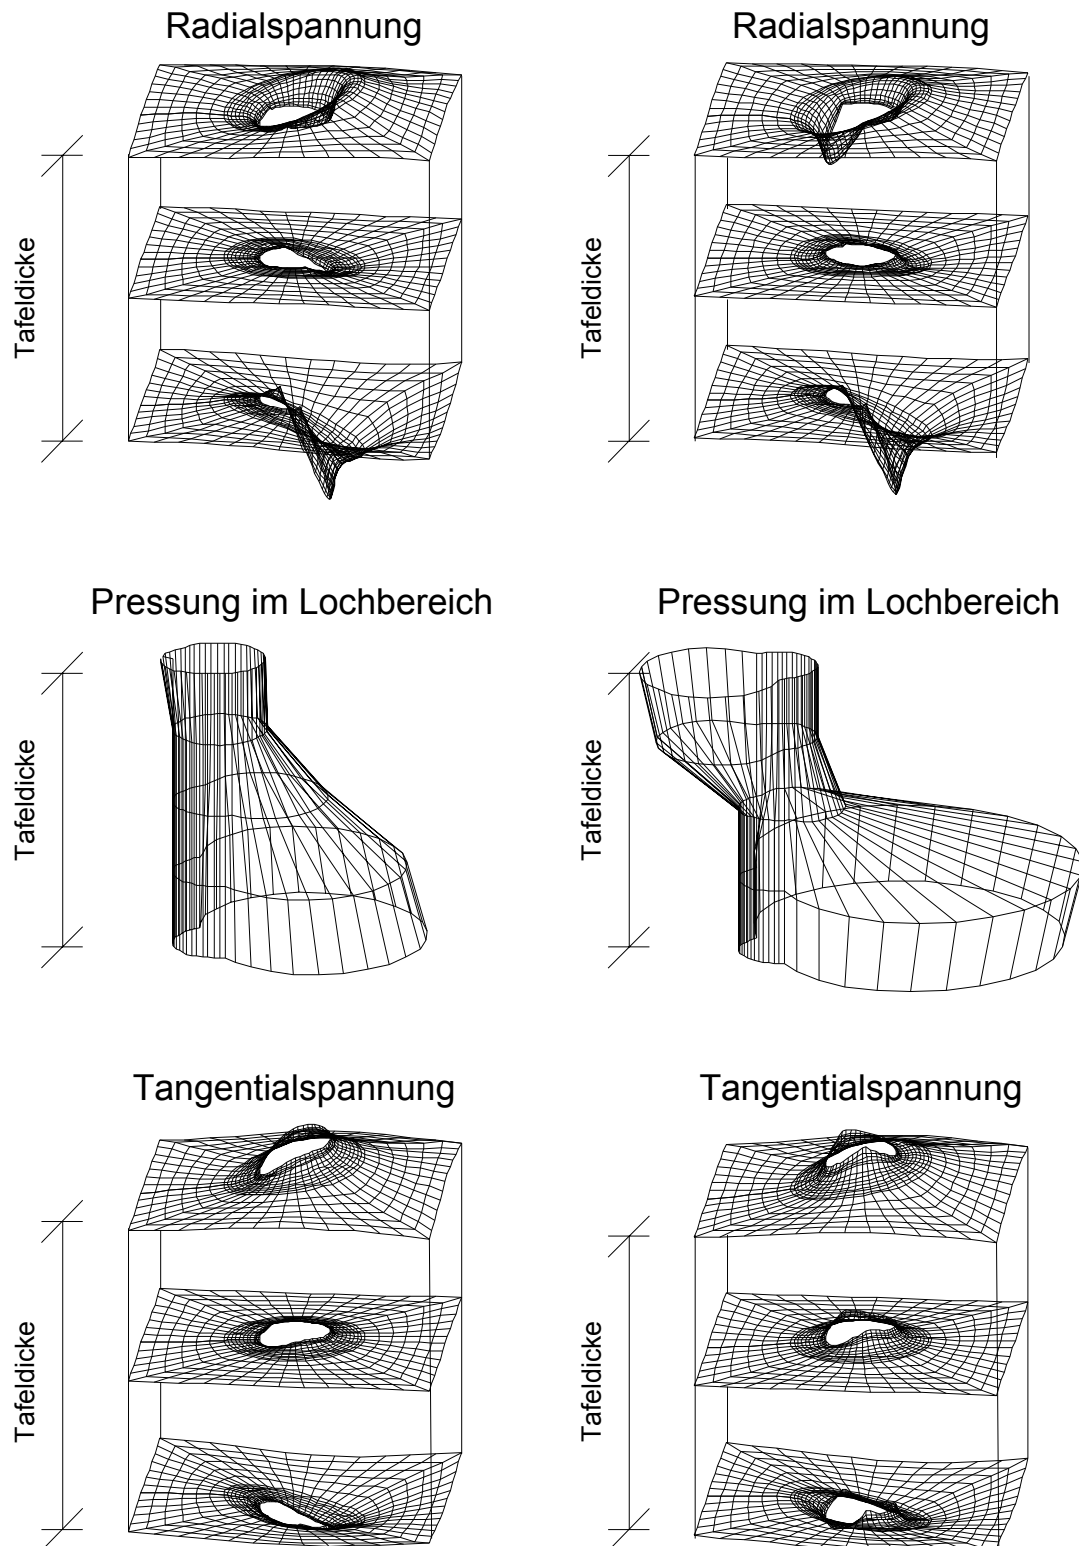 Radialspannung
Radialspannung
Tafeldicke
Tafeldicke
Pressung im Lochbereich
Pressung im Lochbereich
Tafeldicke
Tafeldicke
Tangentialspannung
Tangentialspannung
Tafeldicke
Tafeldicke